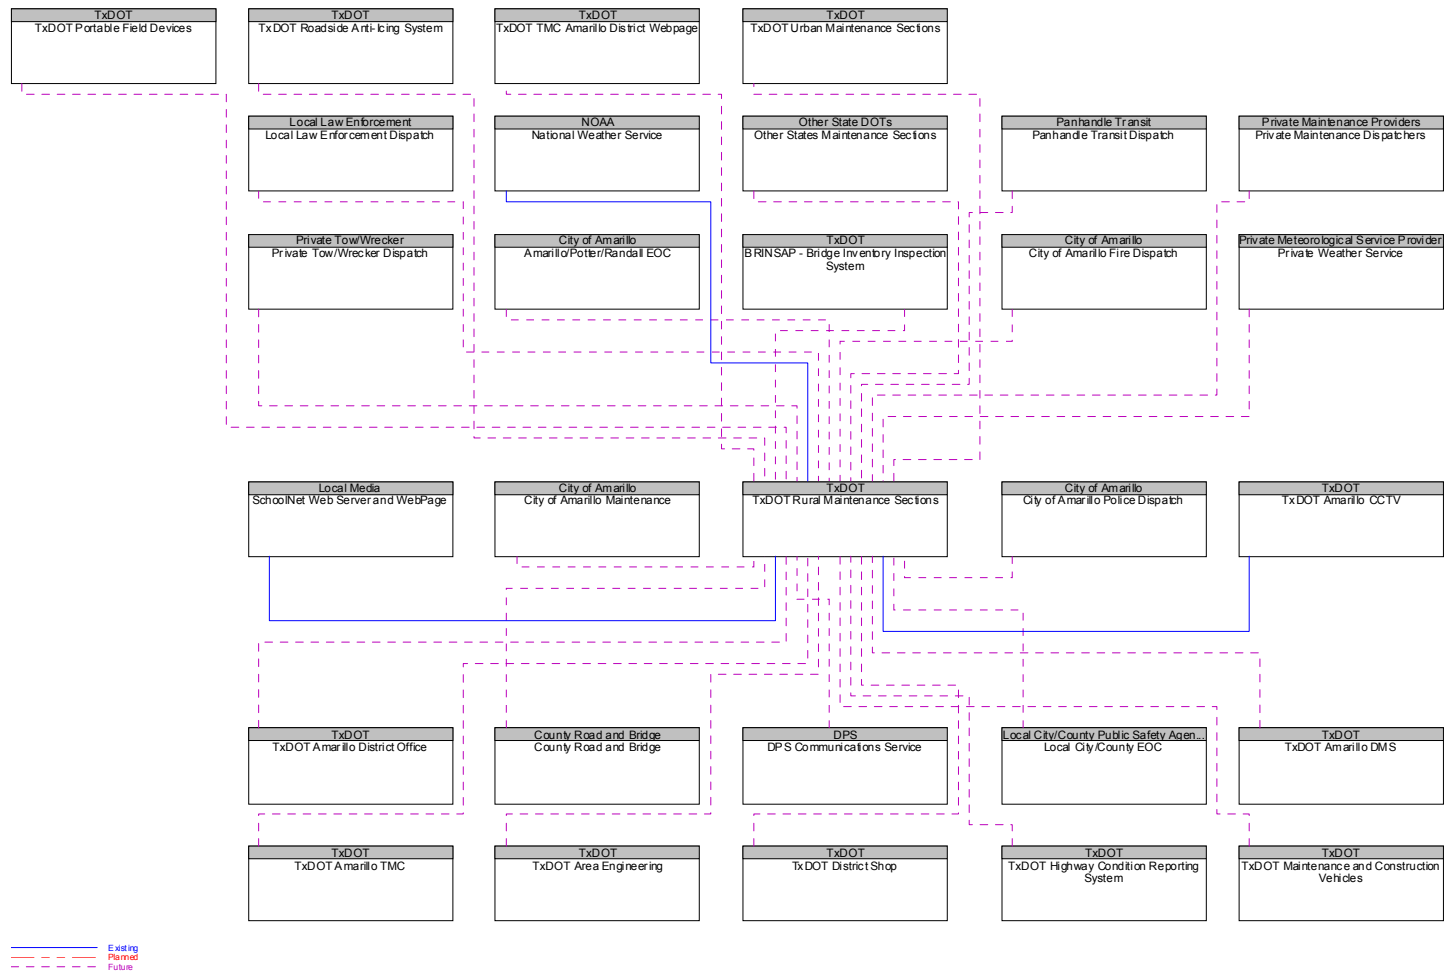 TxDOT
TxDOT Portable Field Devices
TxDOT
TxDOT Roadside Anti-Icing System
TxDOT
TxDOT TMC Amarillo District Webpage
TxDOT
TxDOT Urban Maintenance Sections
Local Law Enforcement
Local Law Enforcement Dispatch
NOAA
National Weather Service
Other State DOTs
Other States Maintenance Sections
Panhandle Transit
Panhandle Transit Dispatch
Private Maintenance Providers
Private Maintenance Dispatchers
Private Tow/Wrecker
Private Tow/Wrecker Dispatch
City of Amarillo
Amarillo/Potter/Randall EOC
TxDOT
BRINSAP - Bridge Inventory Inspection
System
City of Amarillo
City of Amarillo Fire Dispatch
Private Meteorological Service Provider
Private Weather Service
Local Media
SchoolNet Web Server and WebPage
City of Amarillo
City of Amarillo Maintenance
TxDOT
TxDOT Rural Maintenance Sections
City of Amarillo
City of Amarillo Police Dispatch
TxDOT
TxDOT Amarillo CCTV
TxDOT
TxDOT Amarillo District Office
County Road and Bridge
County Road and Bridge
DPS
DPS Communications Service
Local City/County Public Safety Agen...
Local City/County EOC
TxDOT
TxDOT Amarillo DMS
TxDOT
TxDOT Amarillo TMC
TxDOT
TxDOT Area Engineering
TxDOT
TxDOT District Shop
TxDOT
TxDOT Highway Condition Reporting
System
TxDOT
TxDOT Maintenance and Construction
Vehicles
Existing
Planned
Future